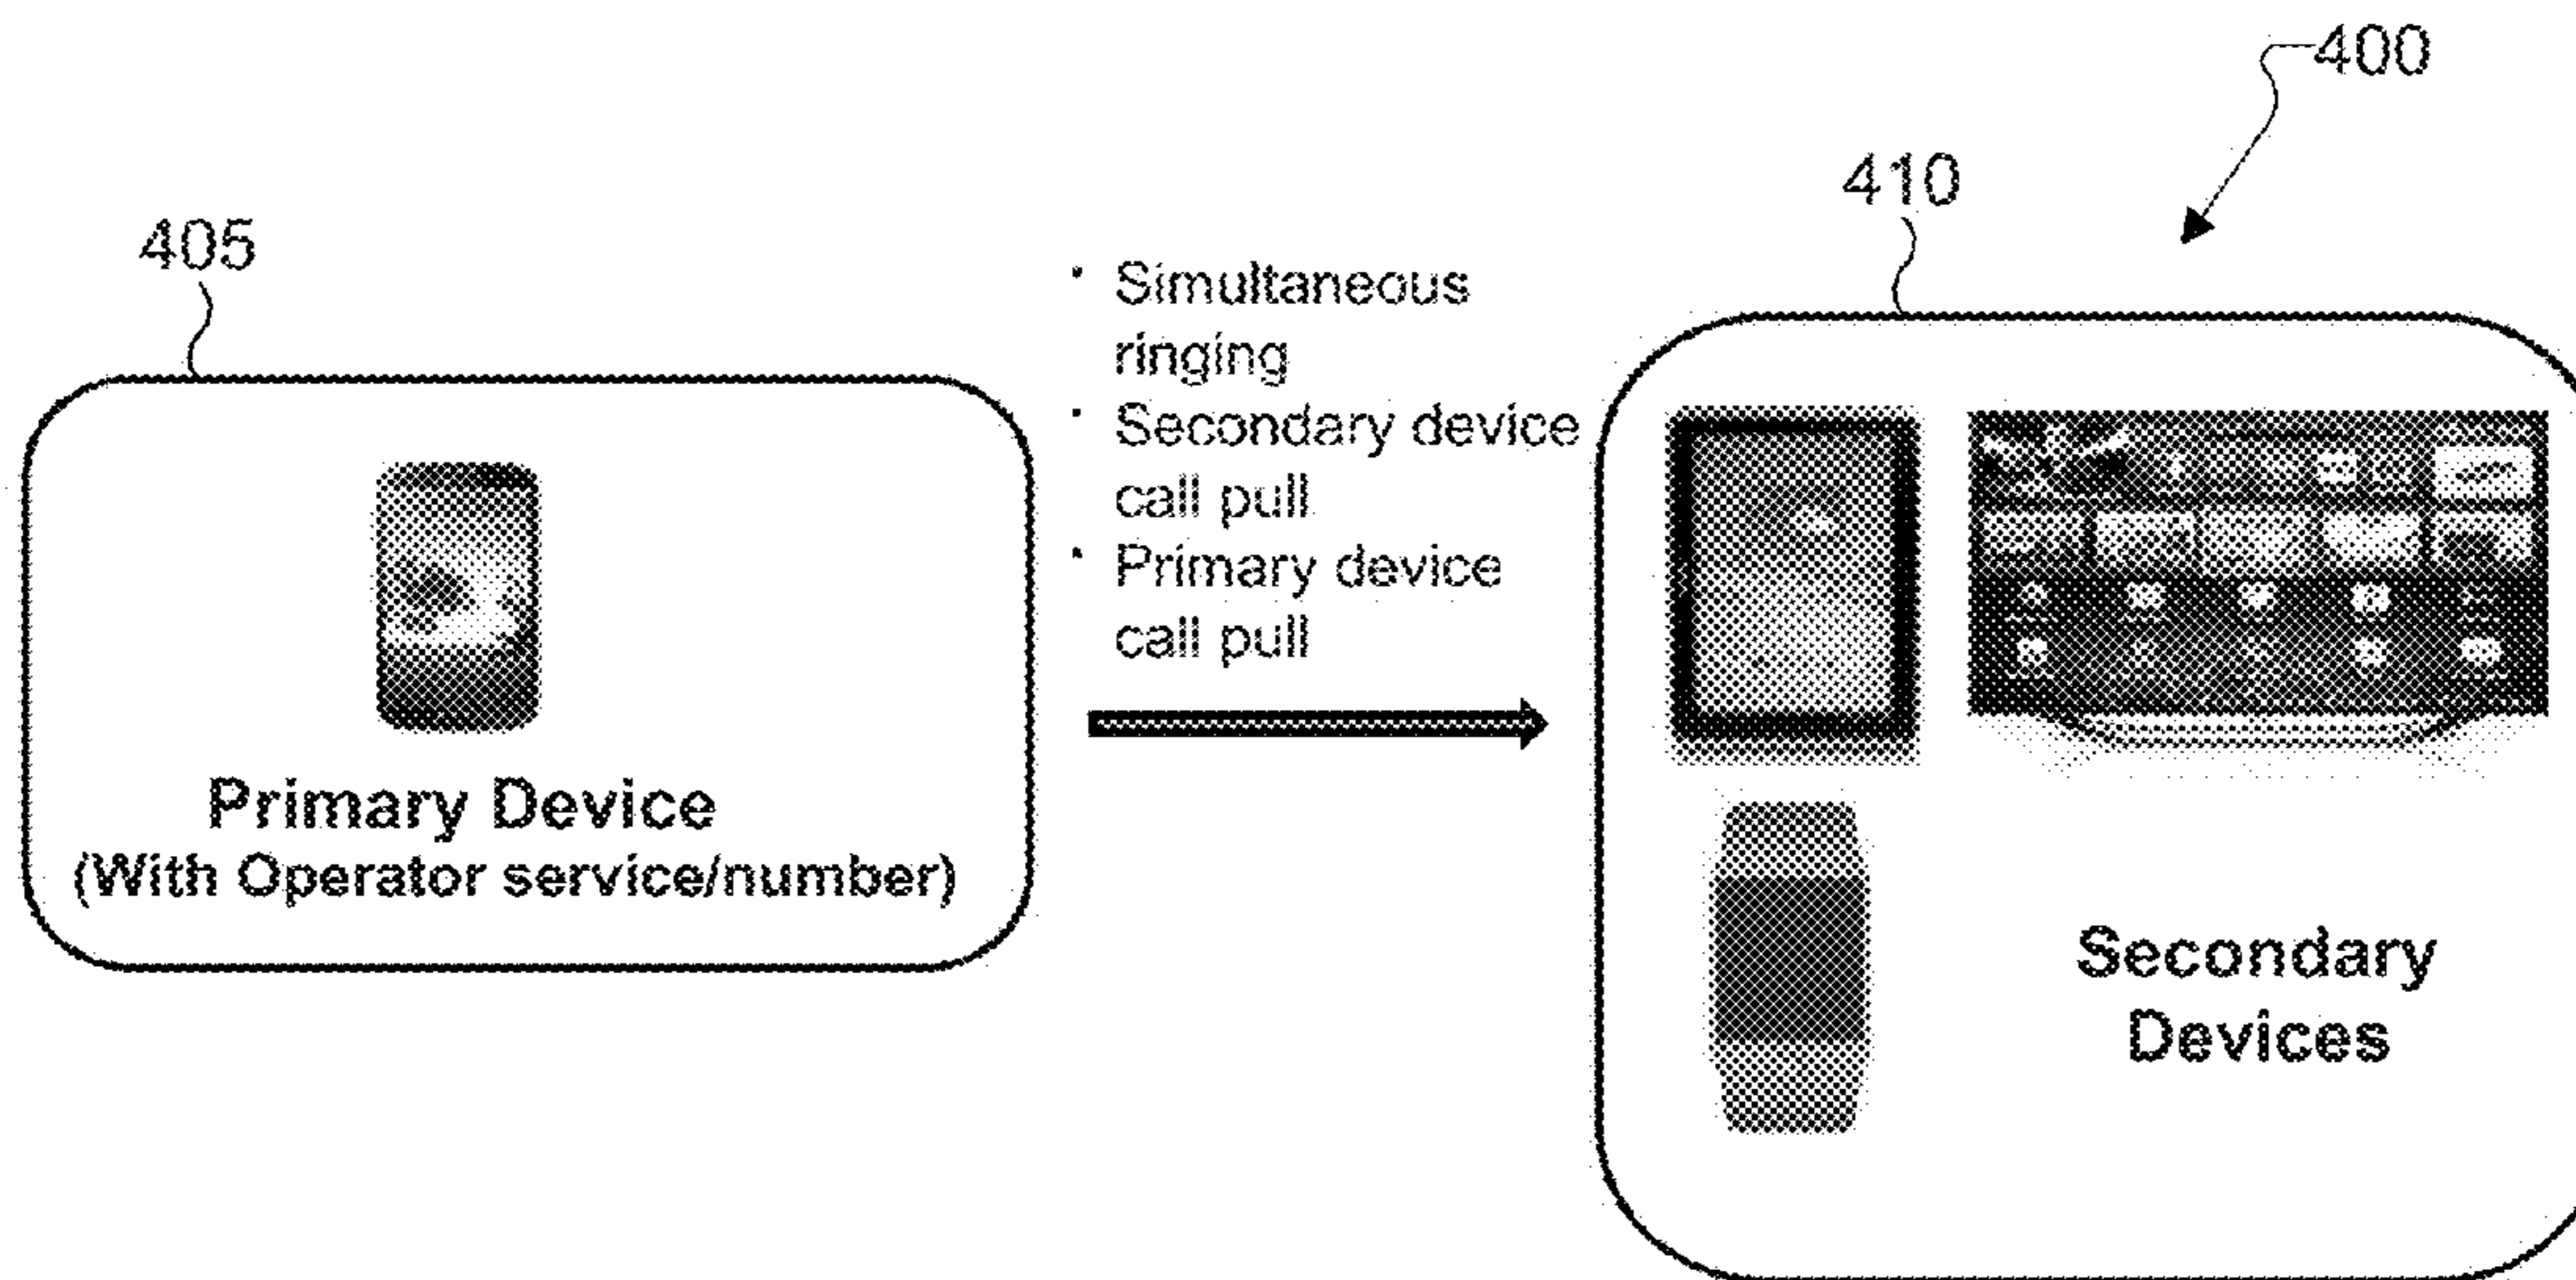 400
410
405
· Simultaneous
ringing
· Secondary device
call pull
· Primary device
call pull
Primary Device
(With Operator service/number)
Secondary
Devices